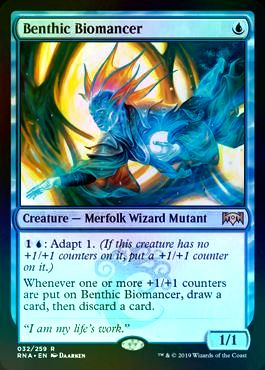 Benthic Biomancer
Creature — Merfolk Wizard Mutant
1 : Adapt 1. (If this creature has no
+1/+1 counters on it, put a +1/+1 counter
on it.)
Whenever one or more +1/+1 counters
are put on Benthic Biomancer, draw a
card, then discard a card.
"I am my life's work."
1/1
032/259 R
RNA • EN Daarken
™ & © 2019 Wizards of the Coast